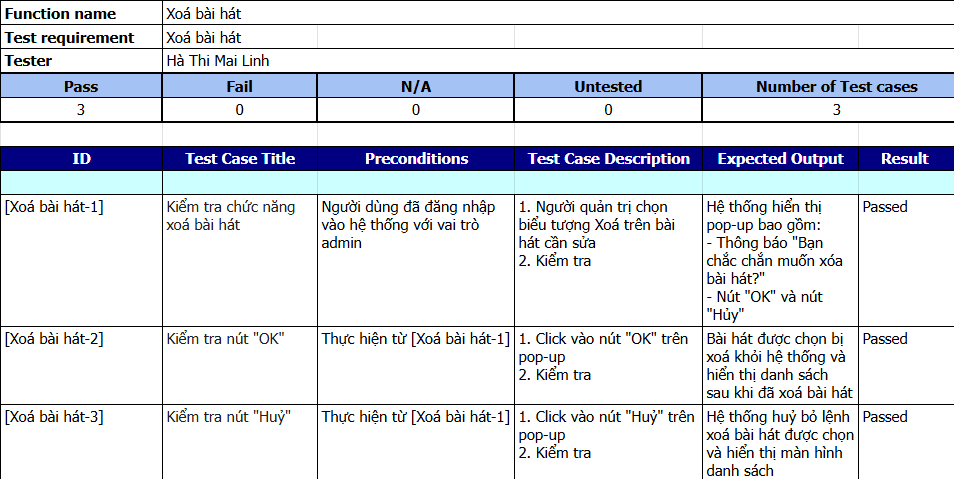 Function name Xoá bài hát
Test requirement Xoá bài hát
Tester Hà Thi Mai Linh
Pass Fail N/A Untested Number of Test cases
3 0 0 0 3
ID Test Case Title Preconditions Test Case Description Expected Output Result
[Xoá bài hát-1]
Kiểm tra chức năng
xoá bài hát
Người dùng đã đăng nhập
vào hệ thống với vai trò
admin
1. Người quản trị chọn
biểu tượng Xoá trên bài
hát cần sửa
2. Kiểm tra
Hệ thống hiển thị
pop-up bao gồm:
- Thông báo "Bạn
chắc chắn muốn xóa
bài hát?"
- Nút "OK" và nút
"Hủy"
Passed
[Xoá bài hát-2]
Kiểm tra nút "OK"
Thực hiện từ [Xoá bài hát-1]
1. Click vào nút "OK" trên
pop-up
2. Kiểm tra
Bài hát được chọn bị
xoá khỏi hệ thống và
hiển thị danh sách
sau khi đã xoá bài hát
Passed
[Xoá bài hát-3]
Kiểm tra nút "Huỷ"
Thực hiện từ [Xoá bài hát-1]
1. Click vào nút "Huỷ" trên
pop-up
2. Kiểm tra
Hệ thống huỷ bỏ lệnh
xoá bài hát được chọn
và hiển thị màn hình
danh sách
Passed